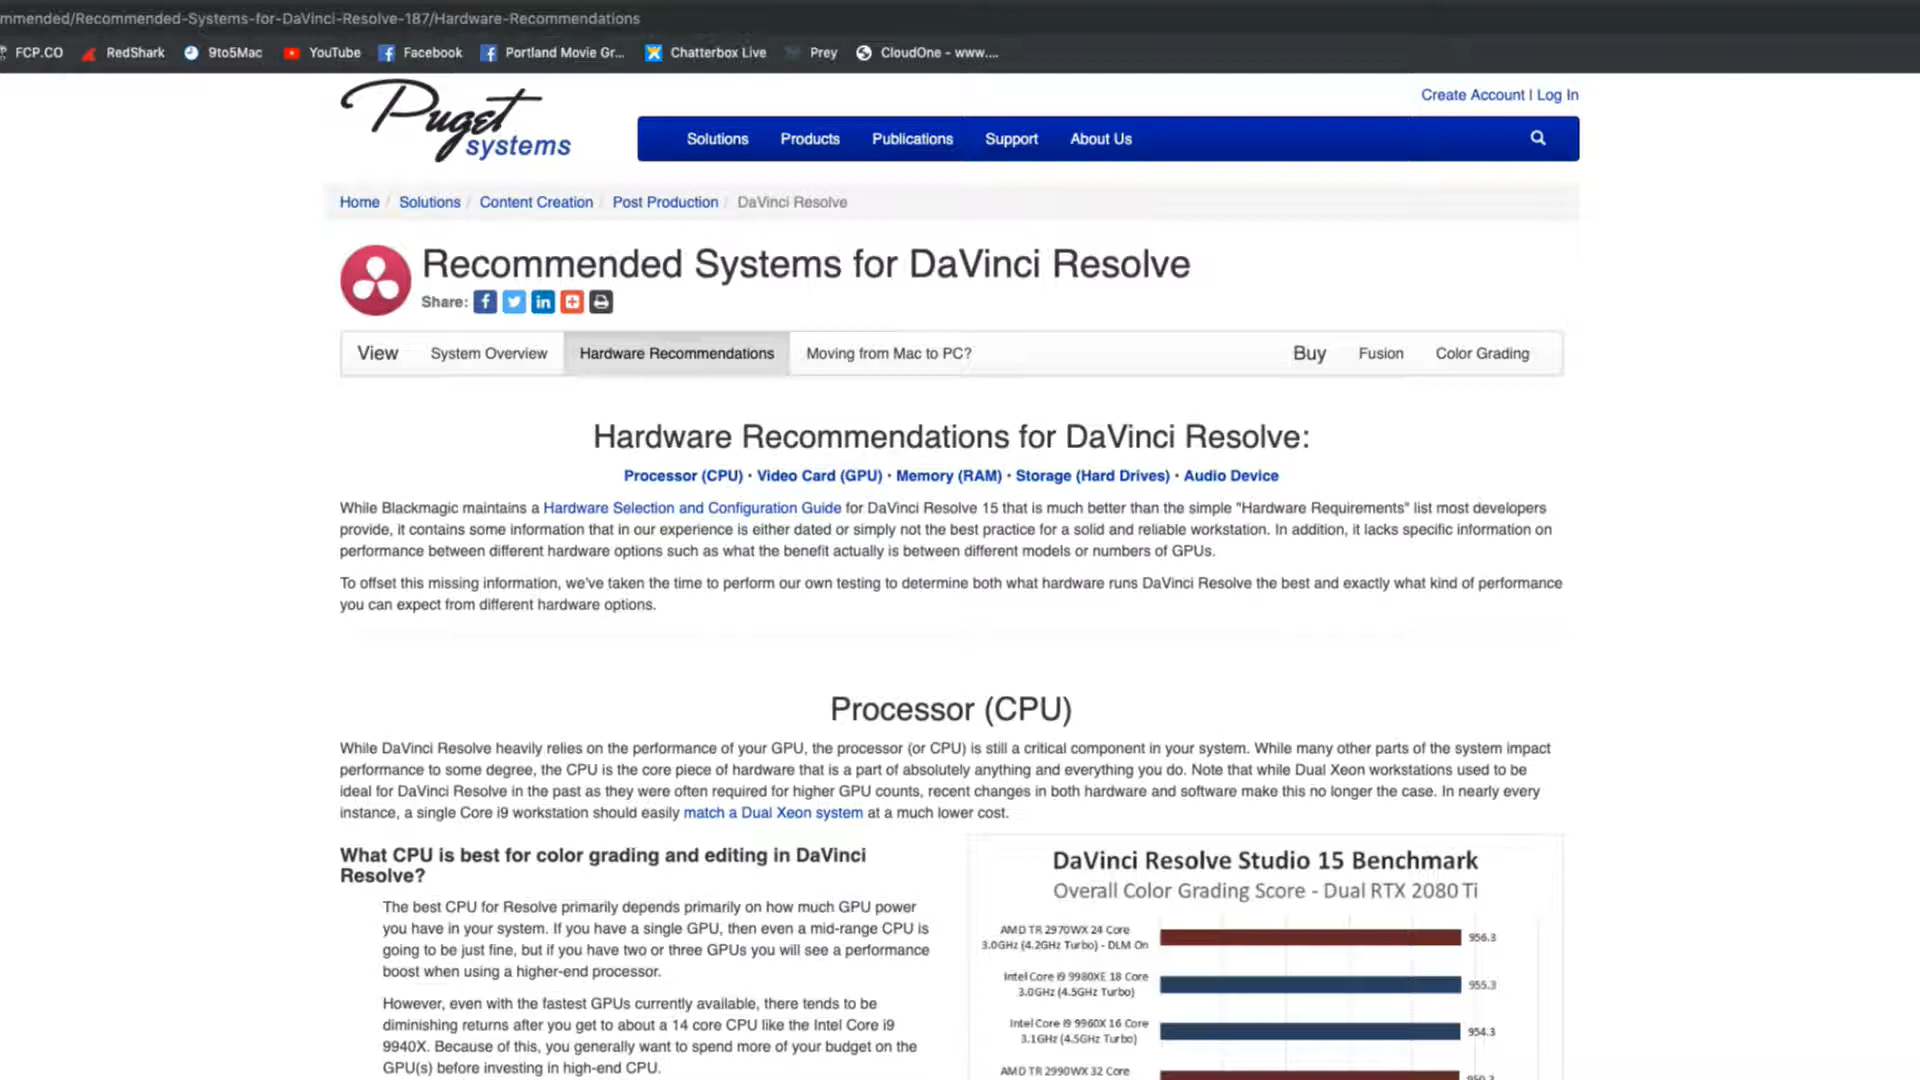 mmended/Recommended-Systems-for-DaVinci-Resolve-187/Hardware-Recommendations
FCP.CO RedShark 9to5Mac YouTube Facebook Portland Movie Gr... Chatterbox Live Prey CloudOne - www....
Puget
systems
Create Account | Log In
Solutions Products Publications Support About Us
Home / Solutions / Content Creation / Post Production / DaVinci Resolve
Recommended Systems for DaVinci Resolve
Share:
View System Overview Hardware Recommendations Moving from Mac to PC? Buy Fusion Color Grading
Hardware Recommendations for DaVinci Resolve:
Processor (CPU) · Video Card (GPU) · Memory (RAM) · Storage (Hard Drives) · Audio Device
While Blackmagic maintains a Hardware Selection and Configuration Guide for DaVinci Resolve 15 that is much better than the simple "Hardware Requirements" list most developers
provide, it contains some information that in our experience is either dated or simply not the best practice for a solid and reliable workstation. In addition, it lacks specific information on
performance between different hardware options such as what the benefit actually is between different models or numbers of GPUs.
To offset this missing information, we've taken the time to perform our own testing to determine both what hardware runs DaVinci Resolve the best and exactly what kind of performance
you can expect from different hardware options.
Processor (CPU)
While DaVinci Resolve heavily relies on the performance of your GPU, the processor (or CPU) is still a critical component in your system. While many other parts of the system impact
performance to some degree, the CPU is the core piece of hardware that is a part of absolutely anything and everything you do. Note that while Dual Xeon workstations used to be
ideal for DaVinci Resolve in the past as they were often required for higher GPU counts, recent changes in both hardware and software make this no longer the case. In nearly every
instance, a single Core i9 workstation should easily match a Dual Xeon system at a much lower cost.
What CPU is best for color grading and editing in DaVinci
Resolve?
The best CPU for Resolve primarily depends primarily on how much GPU power
you have in your system. If you have a single GPU, then even a mid-range CPU is
going to be just fine, but if you have two or three GPUs you will see a performance
boost when using a higher-end processor.
However, even with the fastest GPUs currently available, there tends to be
diminishing returns after you get to about a 14 core CPU like the Intel Core i9
9940X. Because of this, you generally want to spend more of your budget on the
GPU(s) before investing in high-end CPU.
DaVinci Resolve Studio 15 Benchmark
Overall Color Grading Score - Dual RTX 2080 Ti
AMD TR 2970WX 24 Core
3.0GHz (4.2GHz Turbo) - DLM On
956.3
Intel Core i9 9980XE 18 Core
3.0GHz (4.5GHz Turbo)
955.3
Intel Core i9 9960X 16 Core
3.1GHz (4.5GHz Turbo)
954.3
AMD TR 2990WX 32 Core